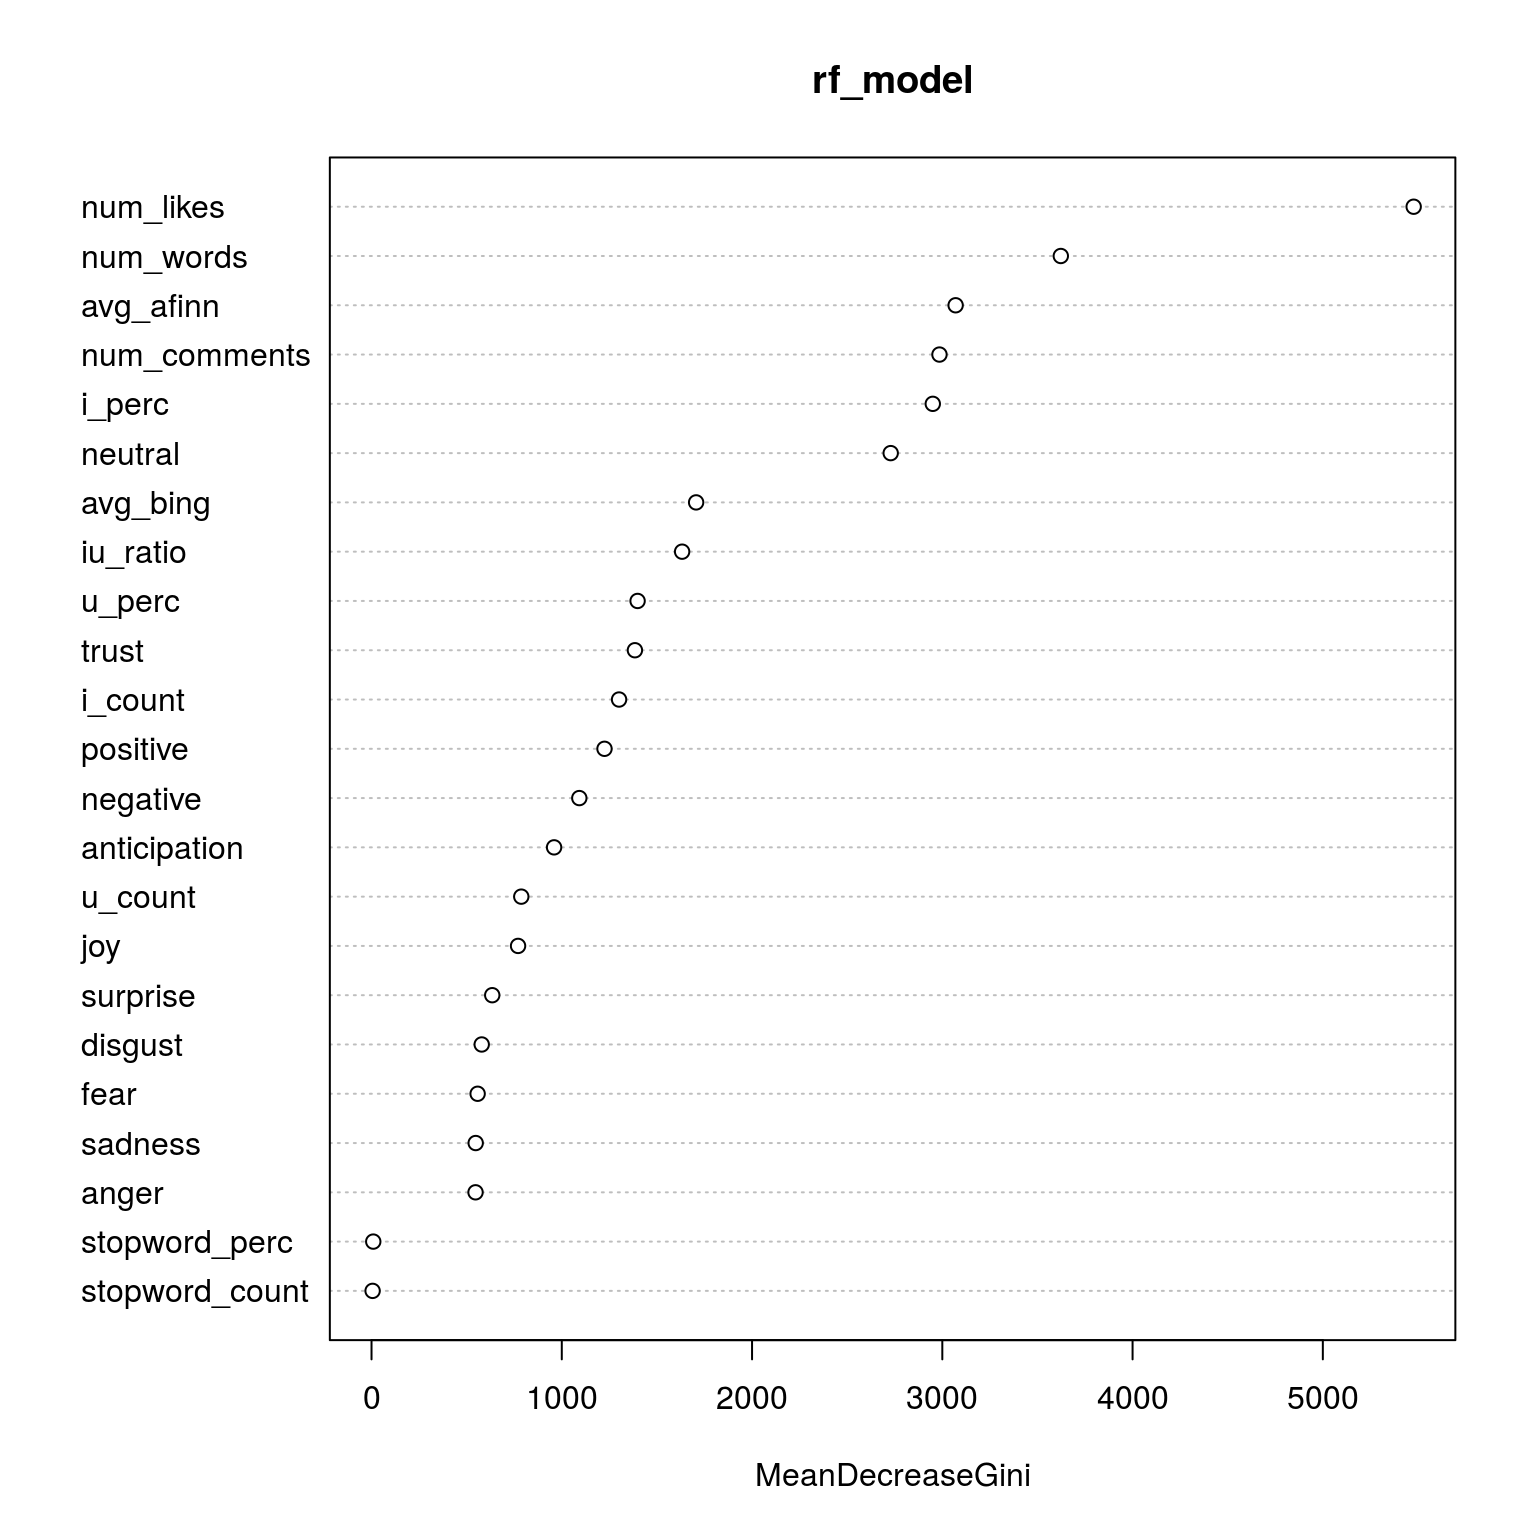 rf_model
num_likes
num_words
avg_afinn
num_comments
i_perc
neutral
avg_bing
iu_ratio
u_perc
trust
i_count
positive
negative
anticipation
u_count
joy
surprise
disgust
fear
sadness
anger
stopword_perc
stopword_count
0 1000 2000 3000 4000 5000
MeanDecreaseGini